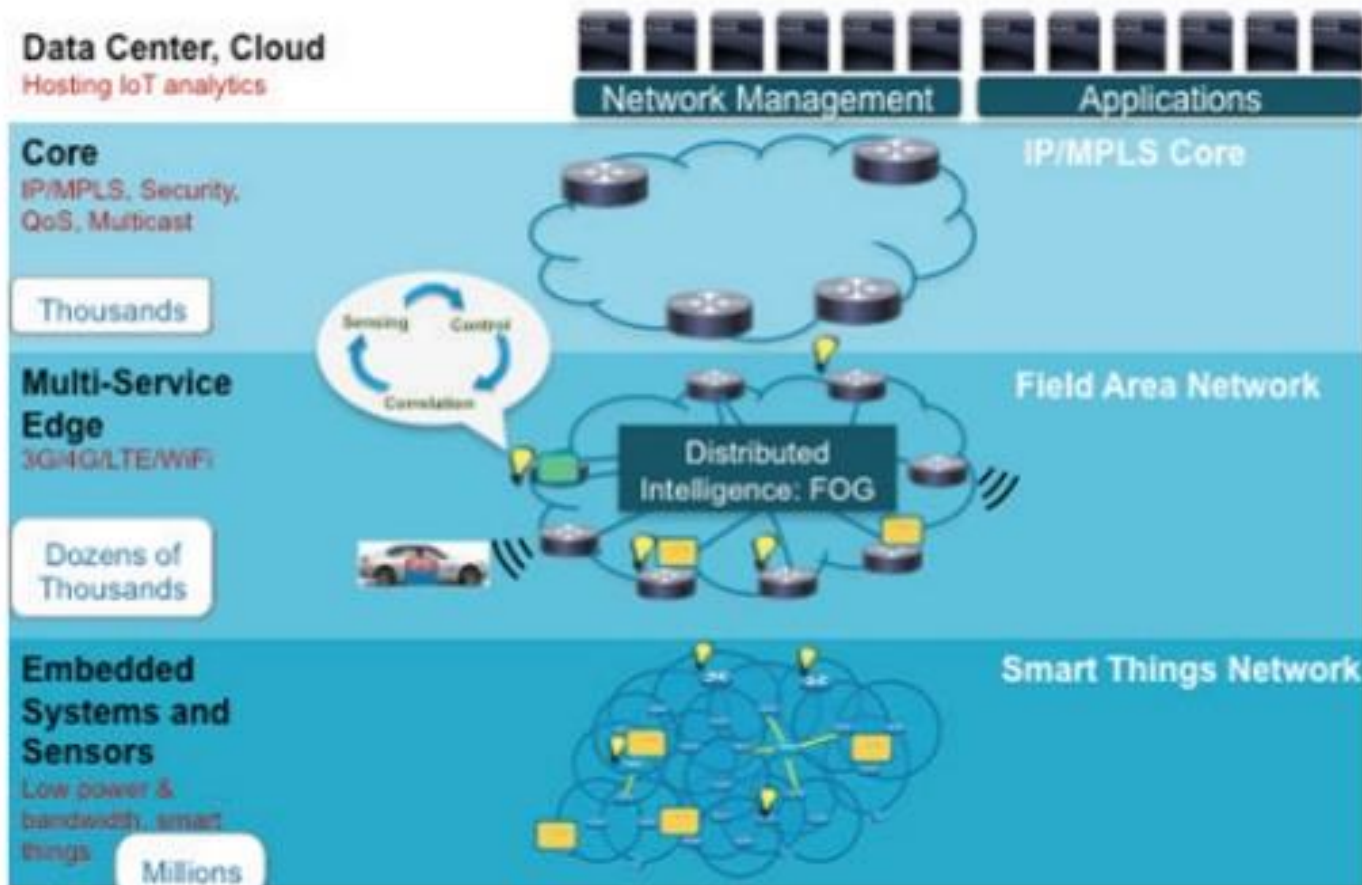 Data Center, Cloud
Hosting IoT analytics
Network Management
Applications
Core
IP/MPLS, Security,
QoS, Multicast
IP/MPLS Core
Thousands
Sensing
Control
Correlation
Multi-Service
Edge
3G/4G/LTE/WiFi
Field Area Network
Distributed
Intelligence: FOG
Dozens of
Thousands
Embedded
Systems and
Sensors
Low power &
bandwidth, smart
things
Smart Things Network
Millions